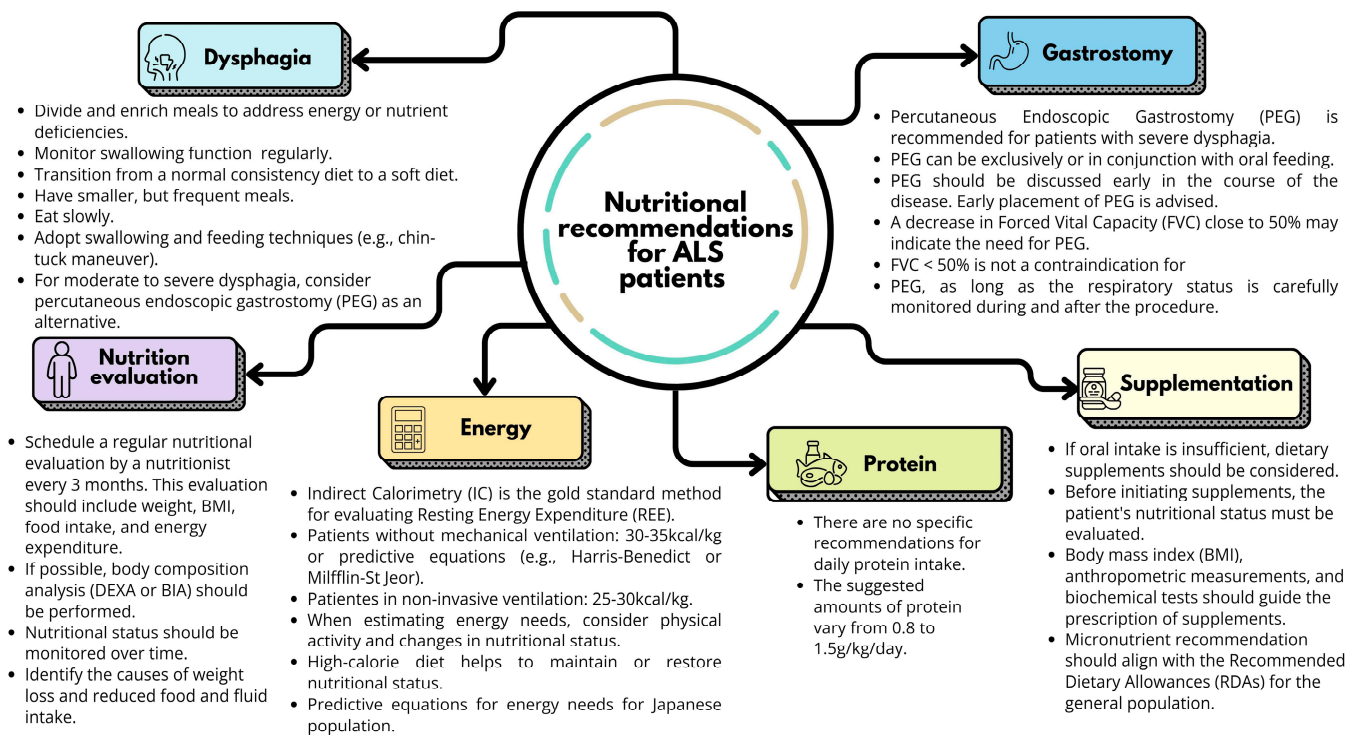 Dysphagia
• Divide and enrich meals to address energy or nutrient
deficiencies.
• Monitor swallowing function regularly.
• Transition from a normal consistency diet to a soft diet.
• Have smaller, but frequent meals.
• Eat slowly.
• Adopt swallowing and feeding techniques (e.g., chin-
tuck maneuver).
• For moderate to severe dysphagia, consider
percutaneous endoscopic gastrostomy (PEG) as an
alternative.
Nutritional
recommendations
for ALS
patients
Gastrostomy
• Percutaneous Endoscopic Gastrostomy (PEG) is
recommended for patients with severe dysphagia.
• PEG can be exclusively or in conjunction with oral feeding.
• PEG should be discussed early in the course of the
disease. Early placement of PEG is advised.
• A decrease in Forced Vital Capacity (FVC) close to 50% may
indicate the need for PEG.
• FVC < 50% is not a contraindication for
• PEG, as long as the respiratory status is carefully
monitored during and after the procedure.
Nutrition
evaluation
• Schedule a regular nutritional
evaluation by a nutritionist
every 3 months. This evaluation
should include weight, BMI,
food intake, and energy
expenditure.
• If possible, body composition
analysis (DEXA or BIA) should
be performed.
• Nutritional status should be
monitored over time.
• Identify the causes of weight
loss and reduced food and fluid
intake.
Energy
• Indirect Calorimetry (IC) is the gold standard method
for evaluating Resting Energy Expenditure (REE).
• Patients without mechanical ventilation: 30-35kcal/kg
or predictive equations (e.g., Harris-Benedict or
Milfflin-St Jeor).
• Patientes in non-invasive ventilation: 25-30kcal/kg.
• When estimating energy needs, consider physical
activity and changes in nutritional status.
• High-calorie diet helps to maintain or restore
nutritional status.
• Predictive equations for energy needs for Japanese
population.
Protein
• There are no specific
recommendations for
daily protein intake.
• The suggested
amounts of protein
vary from 0.8 to
1.5g/kg/day.
Supplementation
• If oral intake is insufficient, dietary
supplements should be considered.
• Before initiating supplements, the
patient's nutritional status must be
evaluated.
• Body mass index (BMI),
anthropometric measurements, and
biochemical tests should guide the
prescription of supplements.
• Micronutrient recommendation
should align with the Recommended
Dietary Allowances (RDAs) for the
general population.